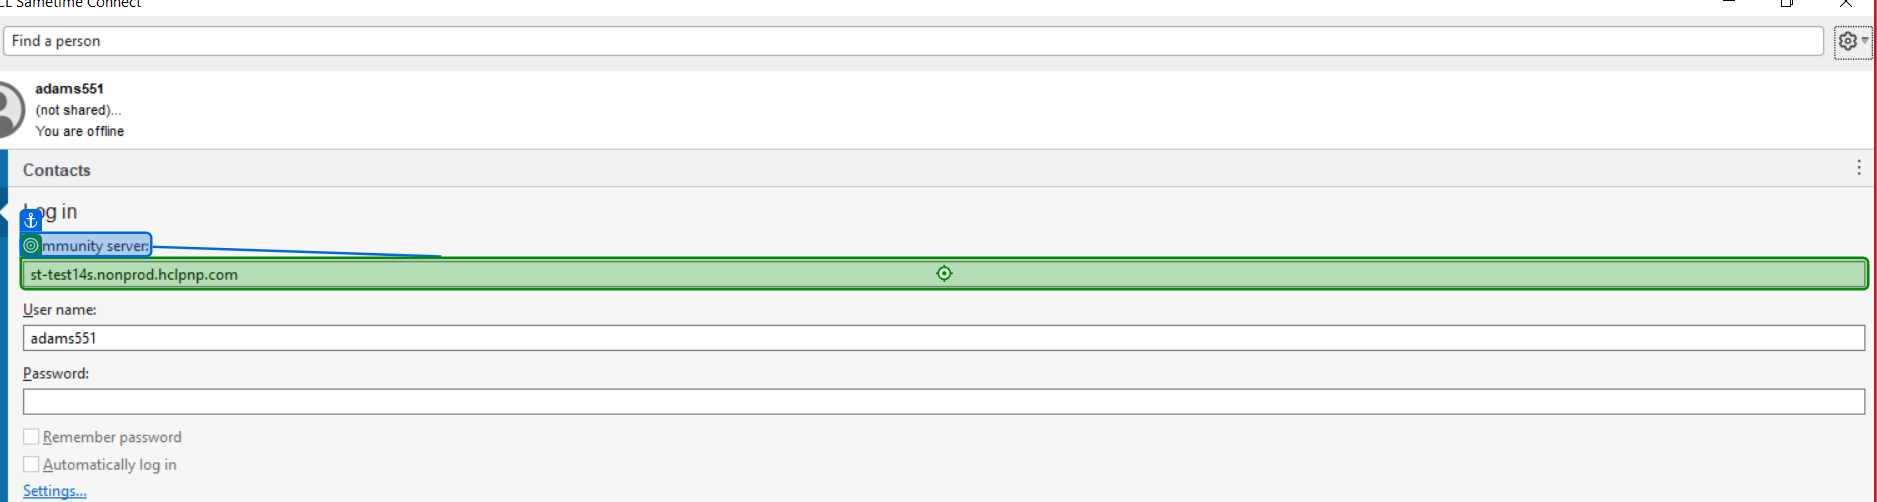 Sametime Connect
Find a person
adams551
(not shared)...
You are offline
Contacts
Log in
mmunity server:
st-test14s.nonprod.hclpnp.com
User name:
adams551
Password:
Remember password
Automatically log in
Settings...